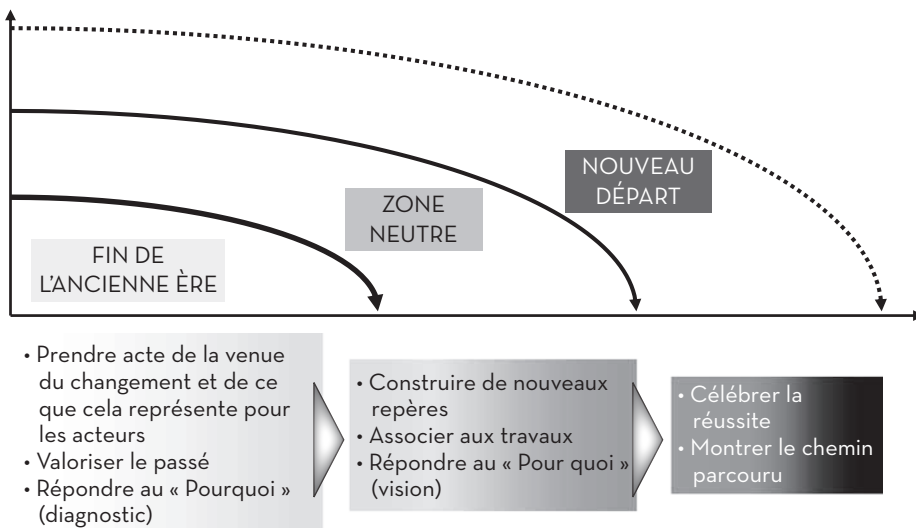 NOUVEAU
DÉPART
ZONE
NEUTRE
FIN DE
L'ANCIENNE ÈRE
• Prendre acte de la venue
du changement et de ce
que cela représente pour
les acteurs
• Valoriser le passé
• Répondre au « Pourquoi »
(diagnostic)
• Construire de nouveaux
repères
• Associer aux travaux
• Répondre au « Pour quoi »
(vision)
• Célébrer la
réussite
• Montrer le chemin
parcouru